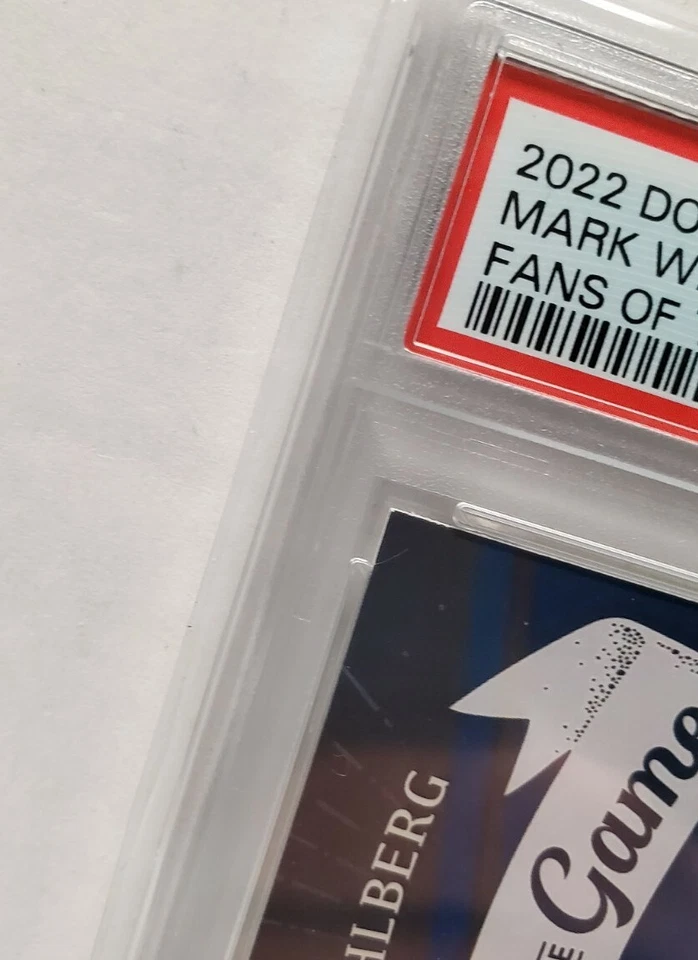 2022 DO
MARK W
FANS OF
HLBERG
E Game